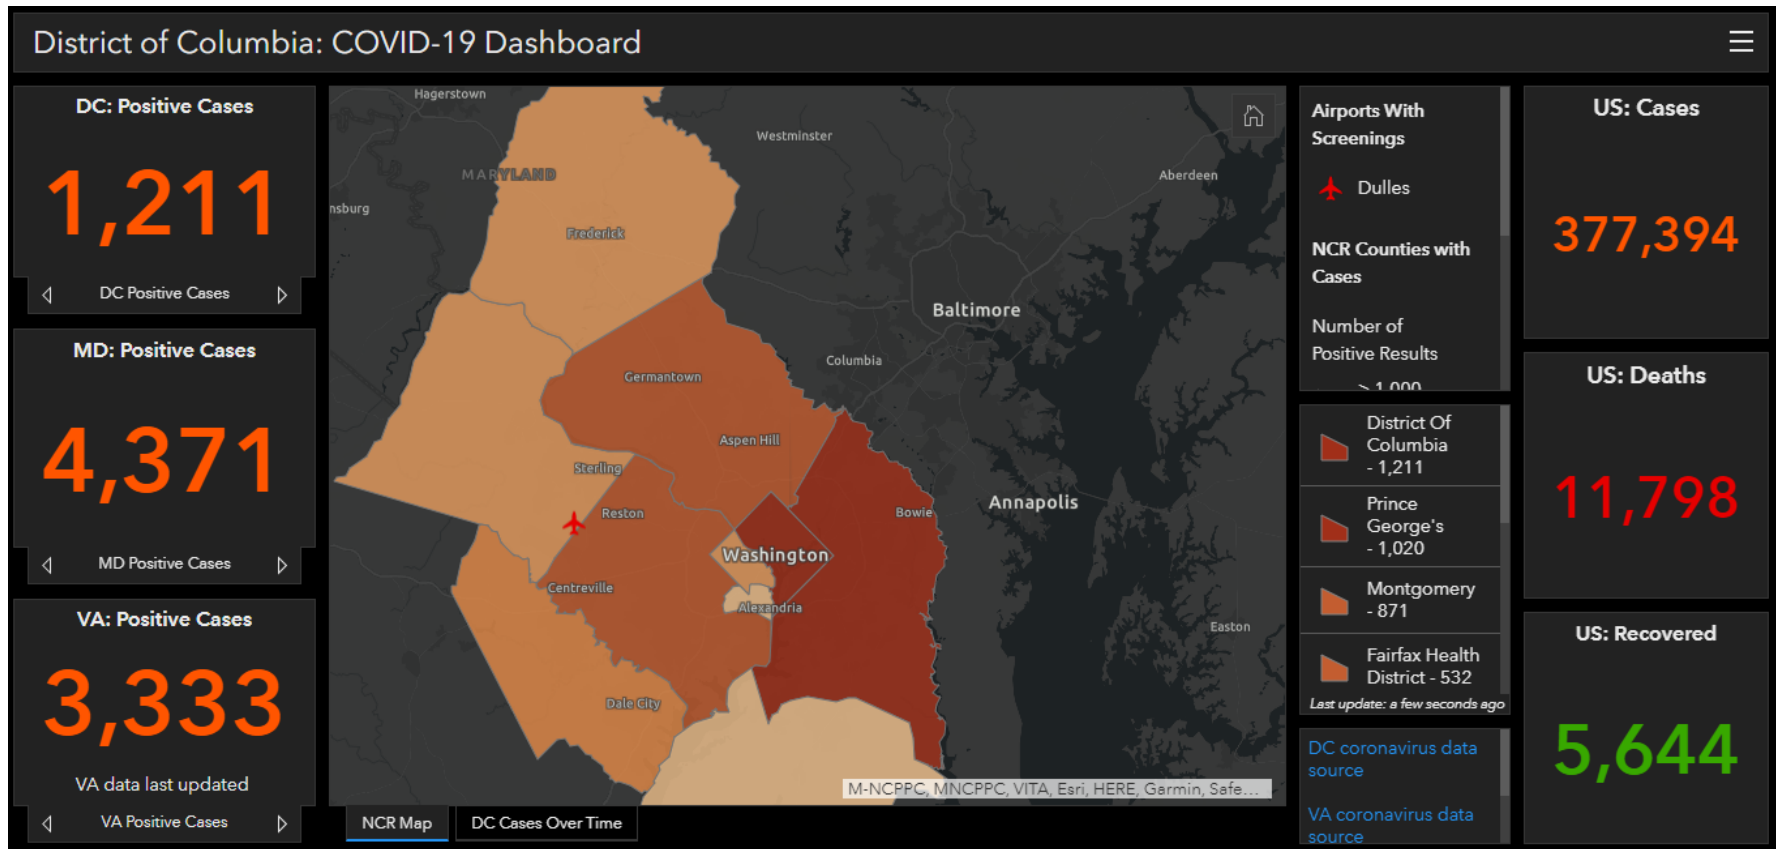 District of Columbia: COVID-19 Dashboard
DC: Positive Cases
1,211
DC Positive Cases
MD: Positive Cases
4,371
MD Positive Cases
VA: Positive Cases
3,333
VA data last updated
VA Positive Cases
Hagerstown
Westminster
MARYLAND
Aberdeen
nsburg
Frederick
Baltimore
Columbia
Germantown
Aspen Hill
Sterling
Annapolis
Reston
Bowie
Washington
Centreville
Alexandria
Easton
Dale City
M-NCPPC, MNCPPC, VITA, Esri, HERE, Garmin, Safe...
NCR Map
DC Cases Over Time
Airports With
Screenings
Dulles
NCR Counties with
Cases
Number of
Positive Results
> 1,000
District Of
Columbia
- 1,211
Prince
George's
- 1,020
Montgomery
- 871
Fairfax Health
District - 532
Last update: a few seconds ago
DC coronavirus data
source
VA coronavirus data
source
US: Cases
377,394
US: Deaths
11,798
US: Recovered
5,644